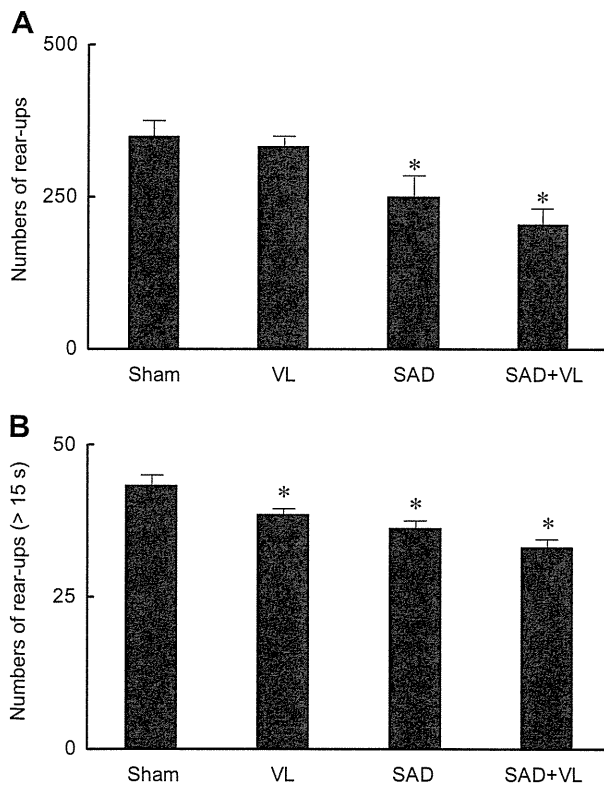 A
500
250
0
Numbers of rear-ups
*
*
Sham VL SAD SAD+VL
B
50
25
0
Numbers of rear-ups (> 15 s)
*
*
*
Sham VL SAD SAD+VL